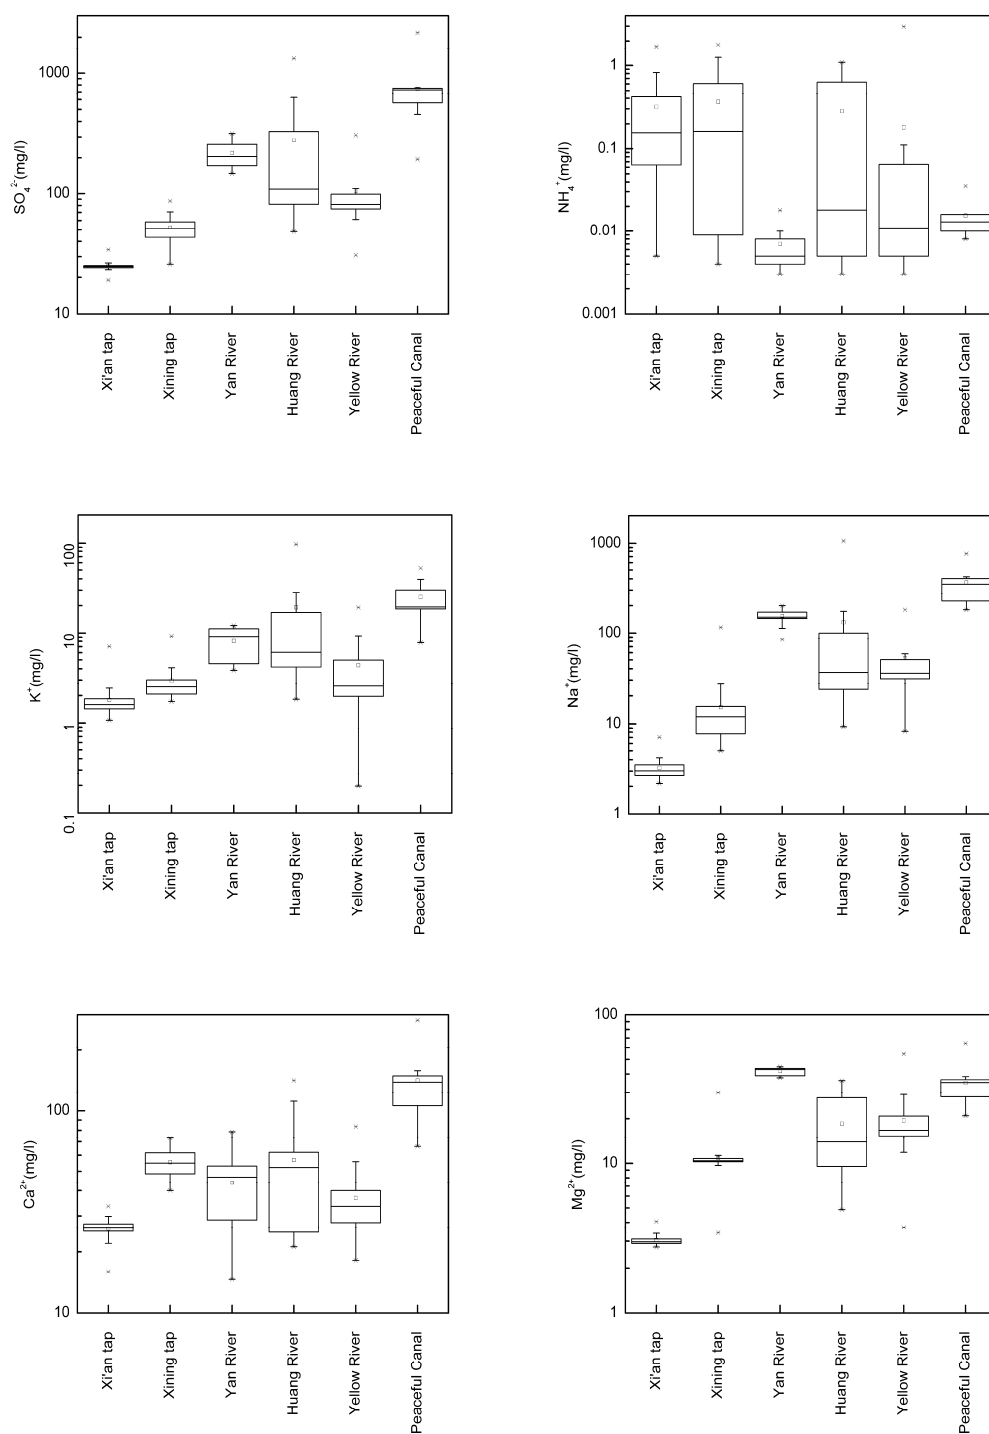 SO₄²⁻(mg/l)
1000
100
10
Xi'an tap
Xining tap
Yan River
Huang River
Yellow River
Peaceful Canal
NH₄⁺(mg/l)
1
0.1
0.01
0.001
Xi'an tap
Xining tap
Yan River
Huang River
Yellow River
Peaceful Canal
K⁺(mg/l)
100
10
1
0.1
Xi'an tap
Xining tap
Yan River
Huang River
Yellow River
Peaceful Canal
Na⁺(mg/l)
1000
100
10
1
Xi'an tap
Xining tap
Yan River
Huang River
Yellow River
Peaceful Canal
Ca²⁺(mg/l)
100
10
Xi'an tap
Xining tap
Yan River
Huang River
Yellow River
Peaceful Canal
Mg²⁺(mg/l)
100
10
1
Xi'an tap
Xining tap
Yan River
Huang River
Yellow River
Peaceful Canal